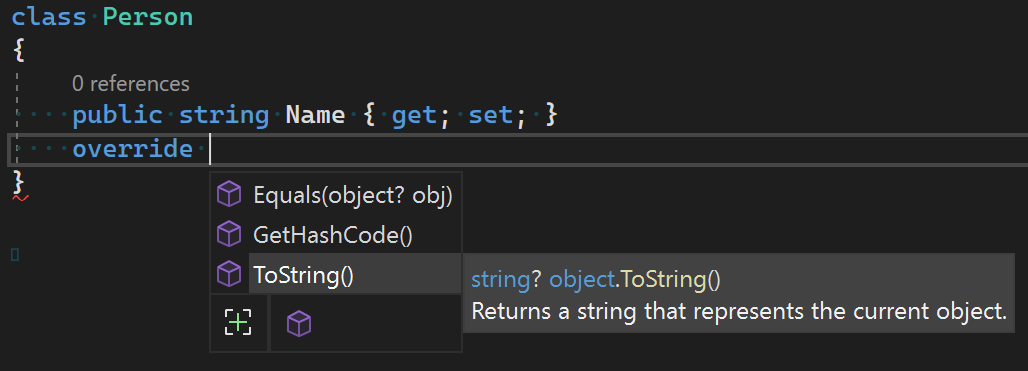 class Person
{
0 references
public string Name { get; set; }
override
}
Equals(object? obj)
GetHashCode()
ToString()
string? object.ToString()
Returns a string that represents the current object.